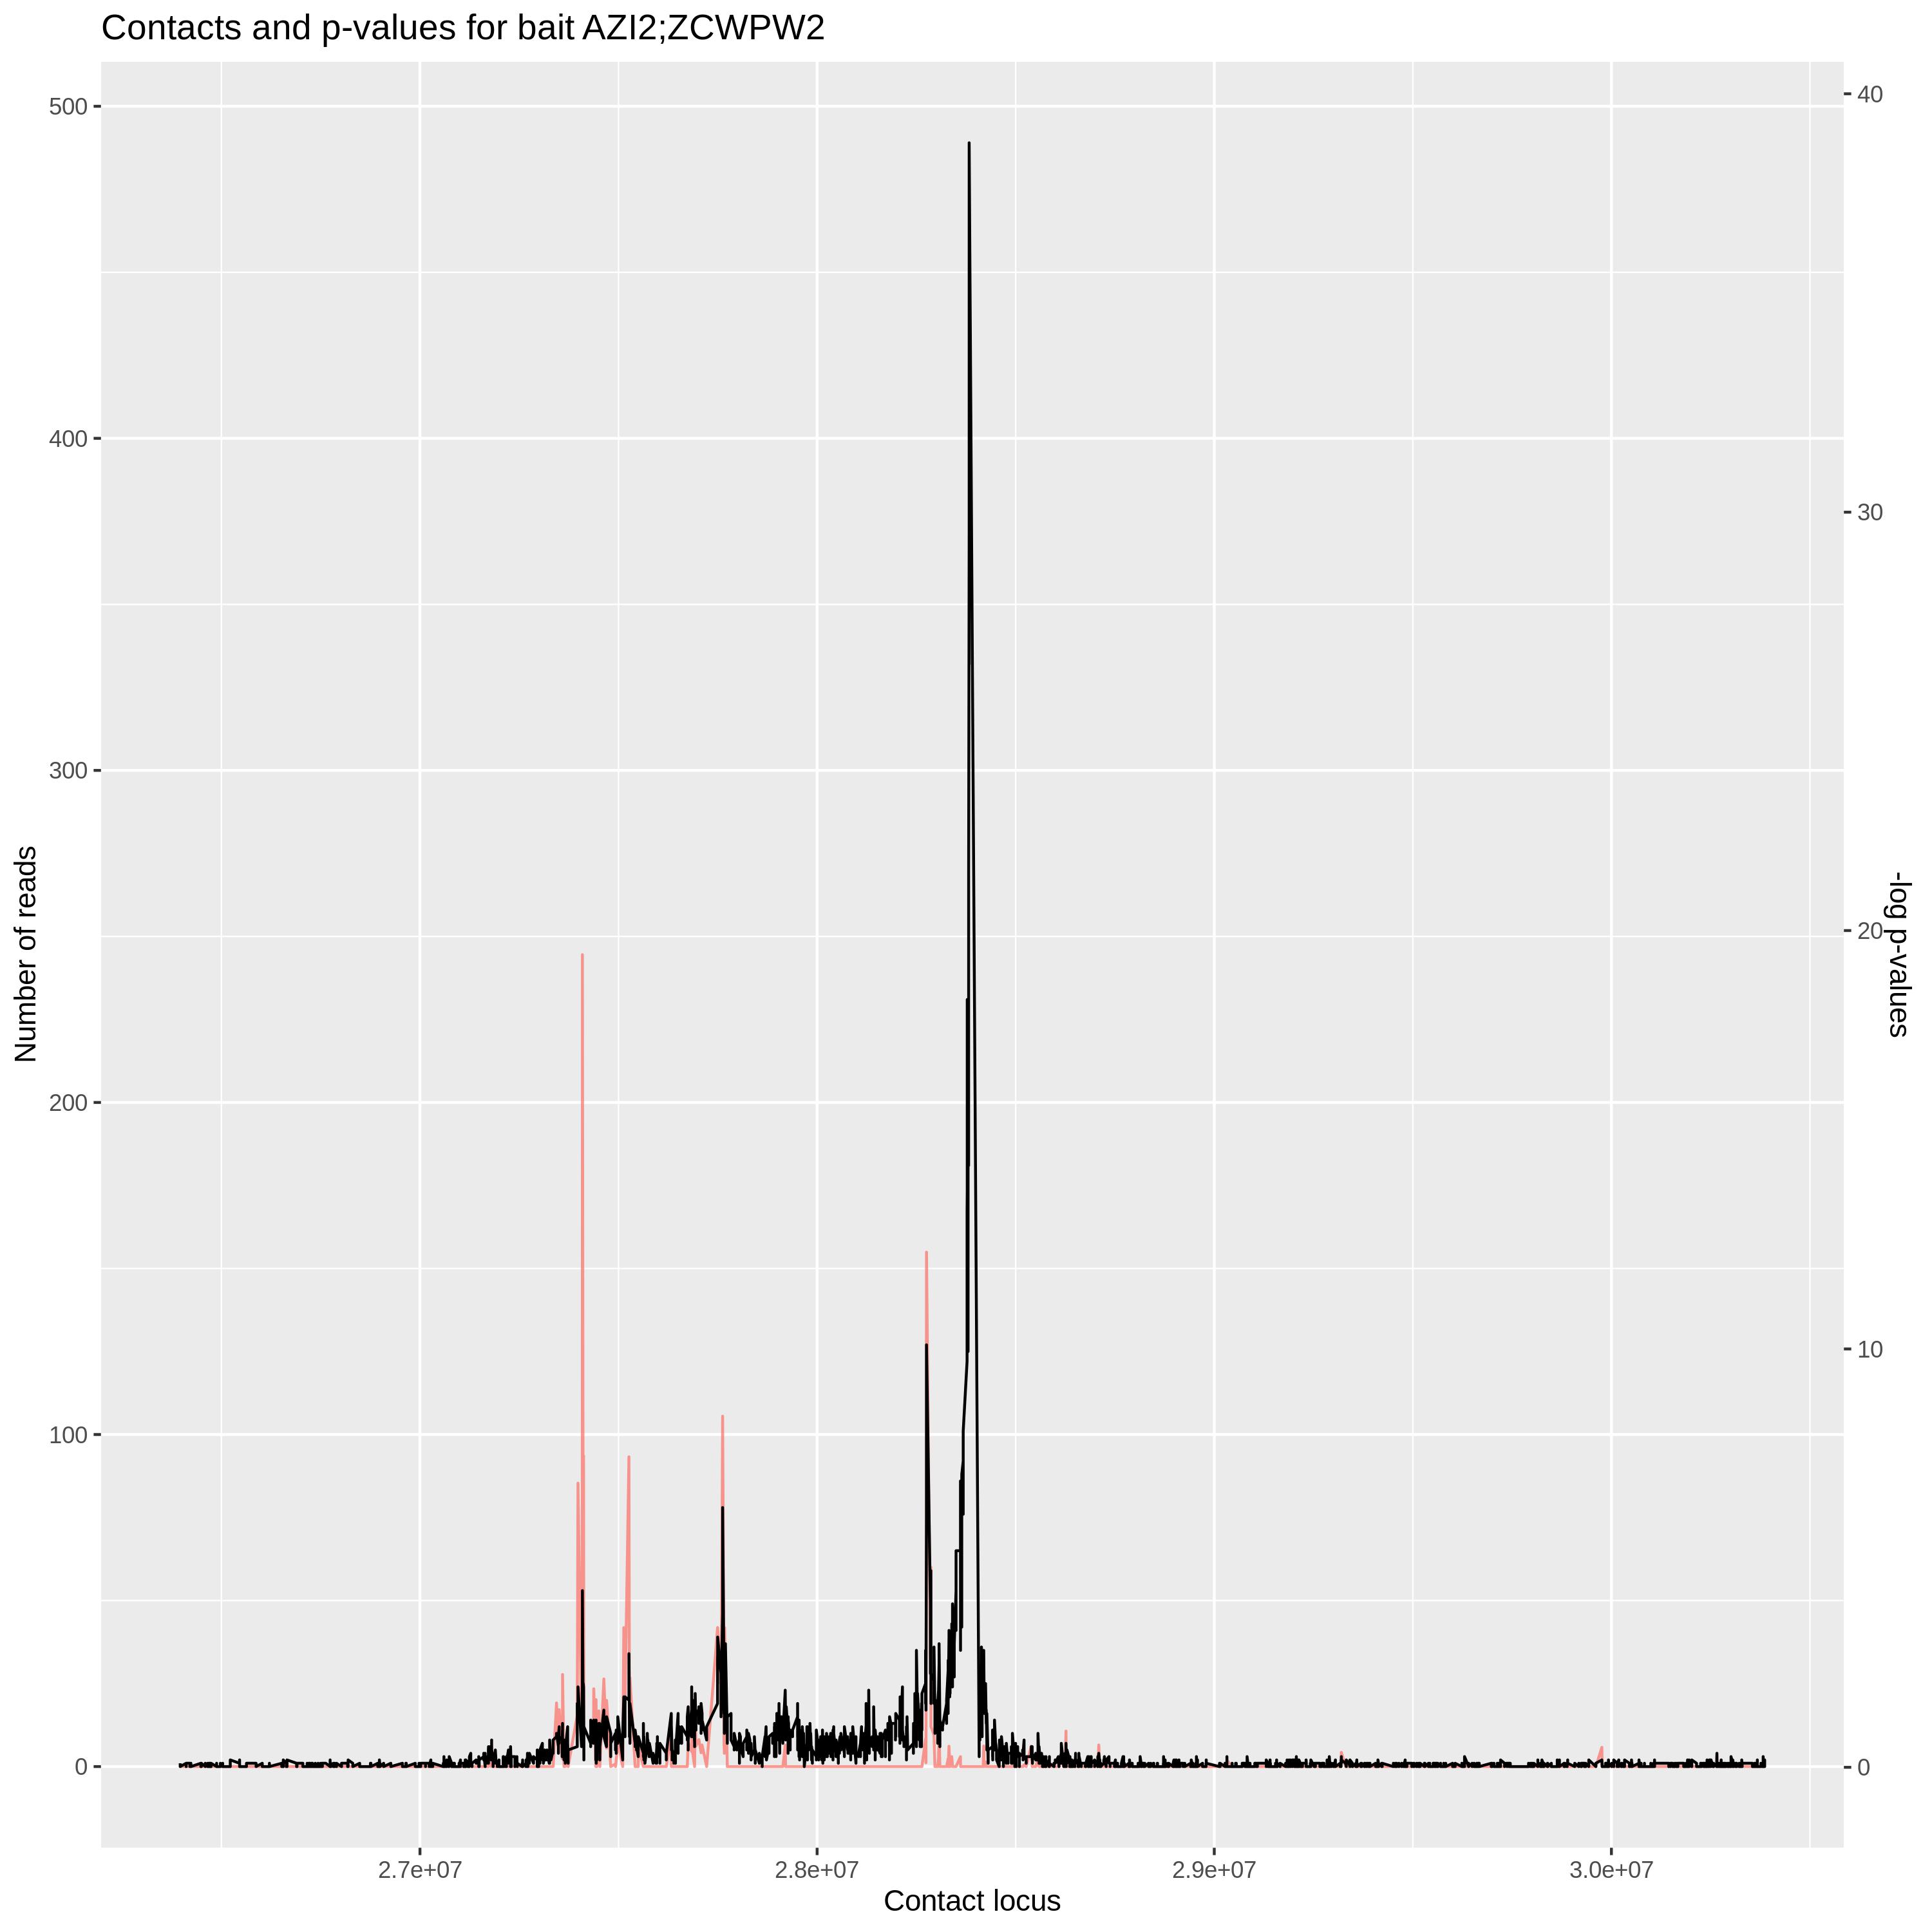 Contacts and p-values for bait AZI2;ZCWPW2
500
400
300
200
100
0
Number of reads
40
30
20
10
0
-log p-values
2.7e+07
2.8e+07
2.9e+07
3.0e+07
Contact locus